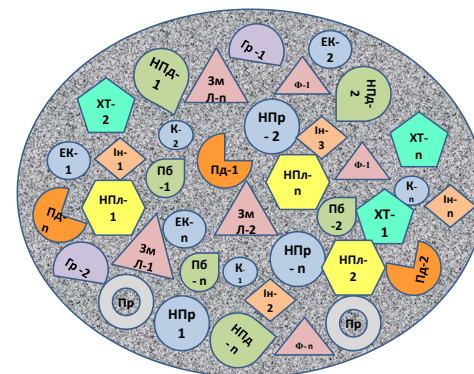 Гр -1
ЕК-
2
НПд-
1
Зм
Л-n
Ф-1
НПд-
2
ХТ-
2
К-
2
НПр
- 2
Ін-
3
ХТ-
n
ЕК-
1
Ін-
1
Пб
-1
Пд-1
НПл-
n
Ф-1
К-
n
Ін-
n
Пд-
n
НПл-
1
ЕК-
n
Зм
Л-2
Пб
-2
ХТ-
1
Гр -2
Зм
Л-1
Пб
- n
К-
1
НПр
- n
НПл-
2
Пд-2
Ін-
2
Пр
НПр
1
НПд
- n
Ф- n
Пр